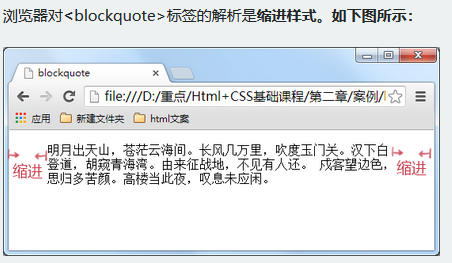 浏览器对<blockquote>标签的解析是缩进样式。如下图所示：
blockquote
file:///D:/重点/Html+CSS基础课程/第二章/案例/
应用 新建文件夹 html文案
明月出天山，苍茫云海间。长风几万里，吹度玉门关。汉下白
登道，胡窥青海湾。由来征战地，不见有人还。 戍客望边色，
思归多苦颜。高楼当此夜，叹息未应闲。
缩进
缩进